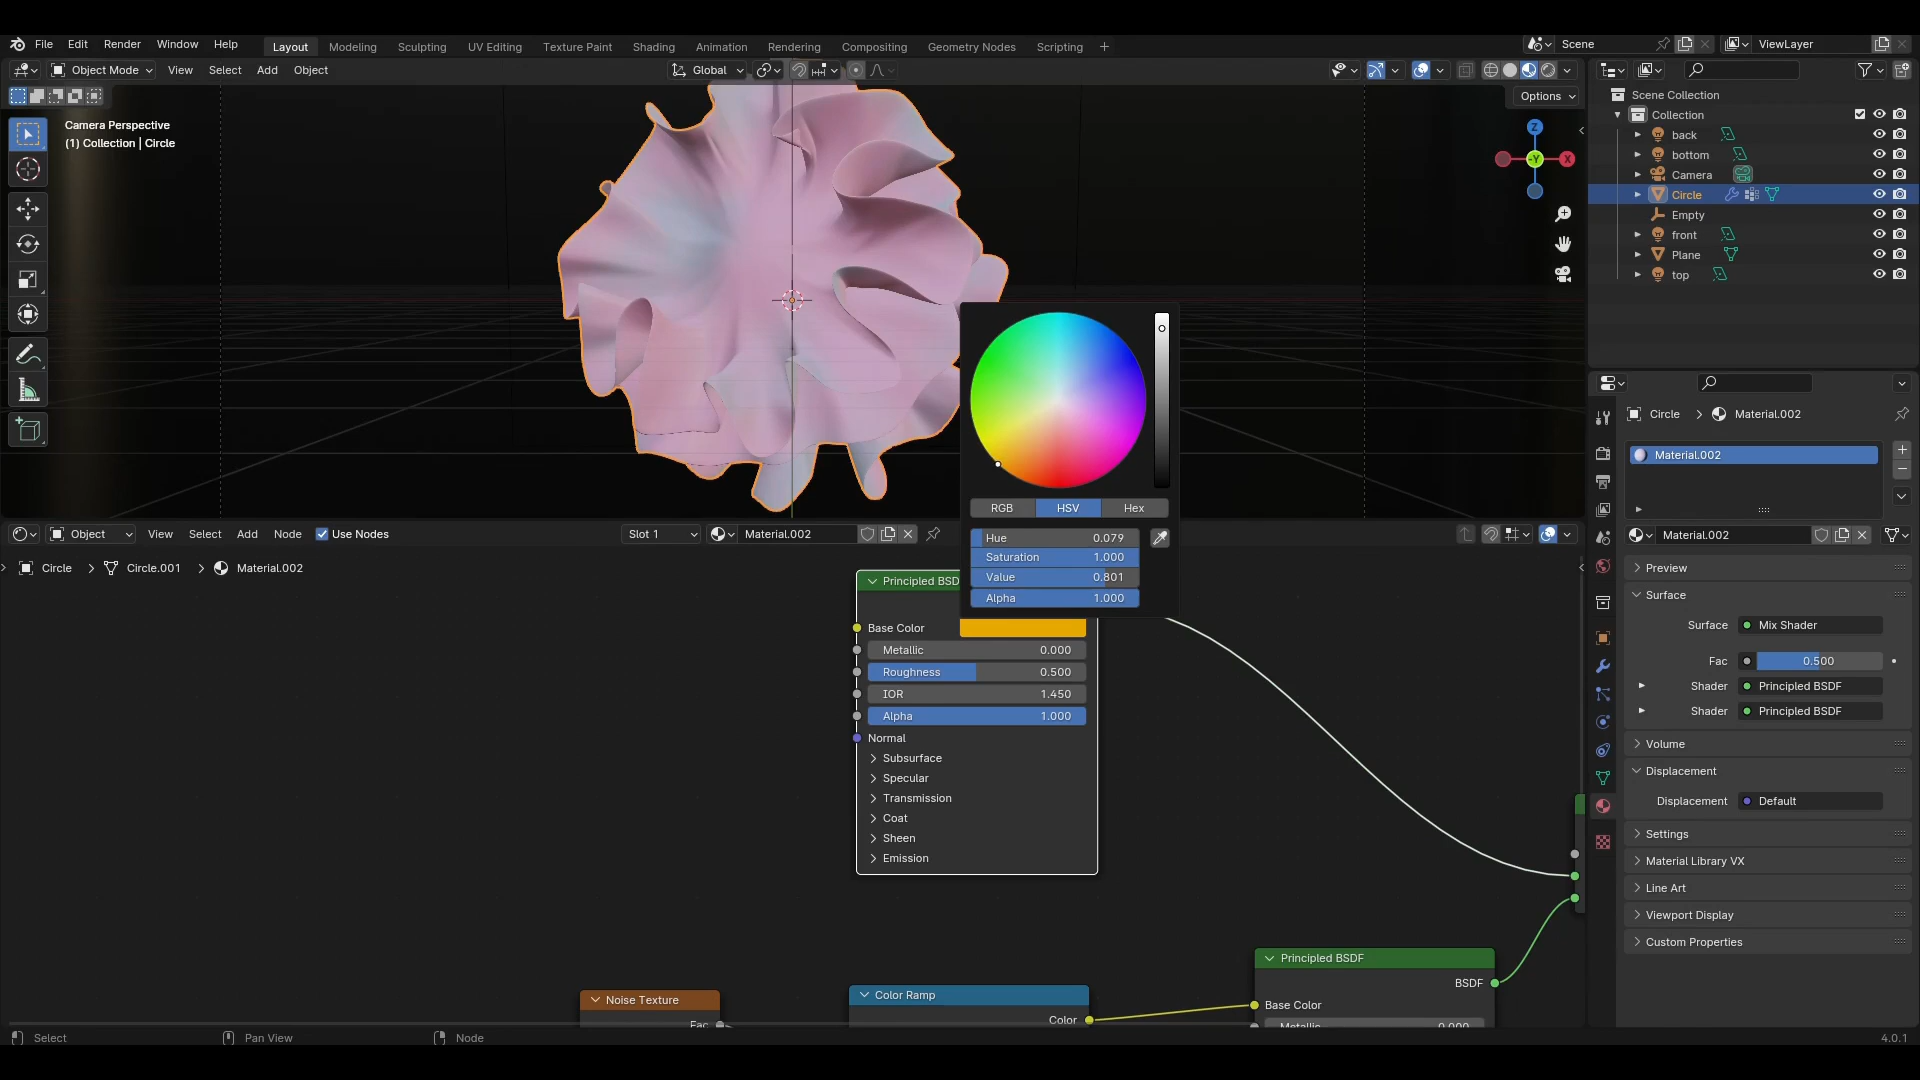 File Edit Render Window Help Layout Modeling Sculpting UV Editing Texture Paint Shading Animation Rendering Compositing Geometry Nodes Scripting + Scene ViewLayer
Object Mode View Select Add Object Global
Options
Camera Perspective
(1) Collection | Circle
Z
-Y X
Scene Collection
Collection
back
bottom
Camera
Circle
Empty
front
Plane
top
Circle > Material.002
Material.002
Material.002
RGB HSV Hex
Hue 0.079
Saturation 1.000
Value 0.801
Alpha 1.000
Object View Select Add Node Use Nodes Slot 1 Material.002
Circle > Circle.001 > Material.002
Principled BSD
Base Color
Metallic 0.000
Roughness 0.500
IOR 1.450
Alpha 1.000
Normal
Subsurface
Specular
Transmission
Coat
Sheen
Emission
Noise Texture
Fac
Color Ramp
Color
Principled BSDF
BSDF
Base Color
Metallic 0.000
Preview
Surface
Surface Mix Shader
Fac 0.500
Shader Principled BSDF
Shader Principled BSDF
Volume
Displacement
Displacement Default
Settings
Material Library VX
Line Art
Viewport Display
Custom Properties
Select Pan View Node 4.0.1